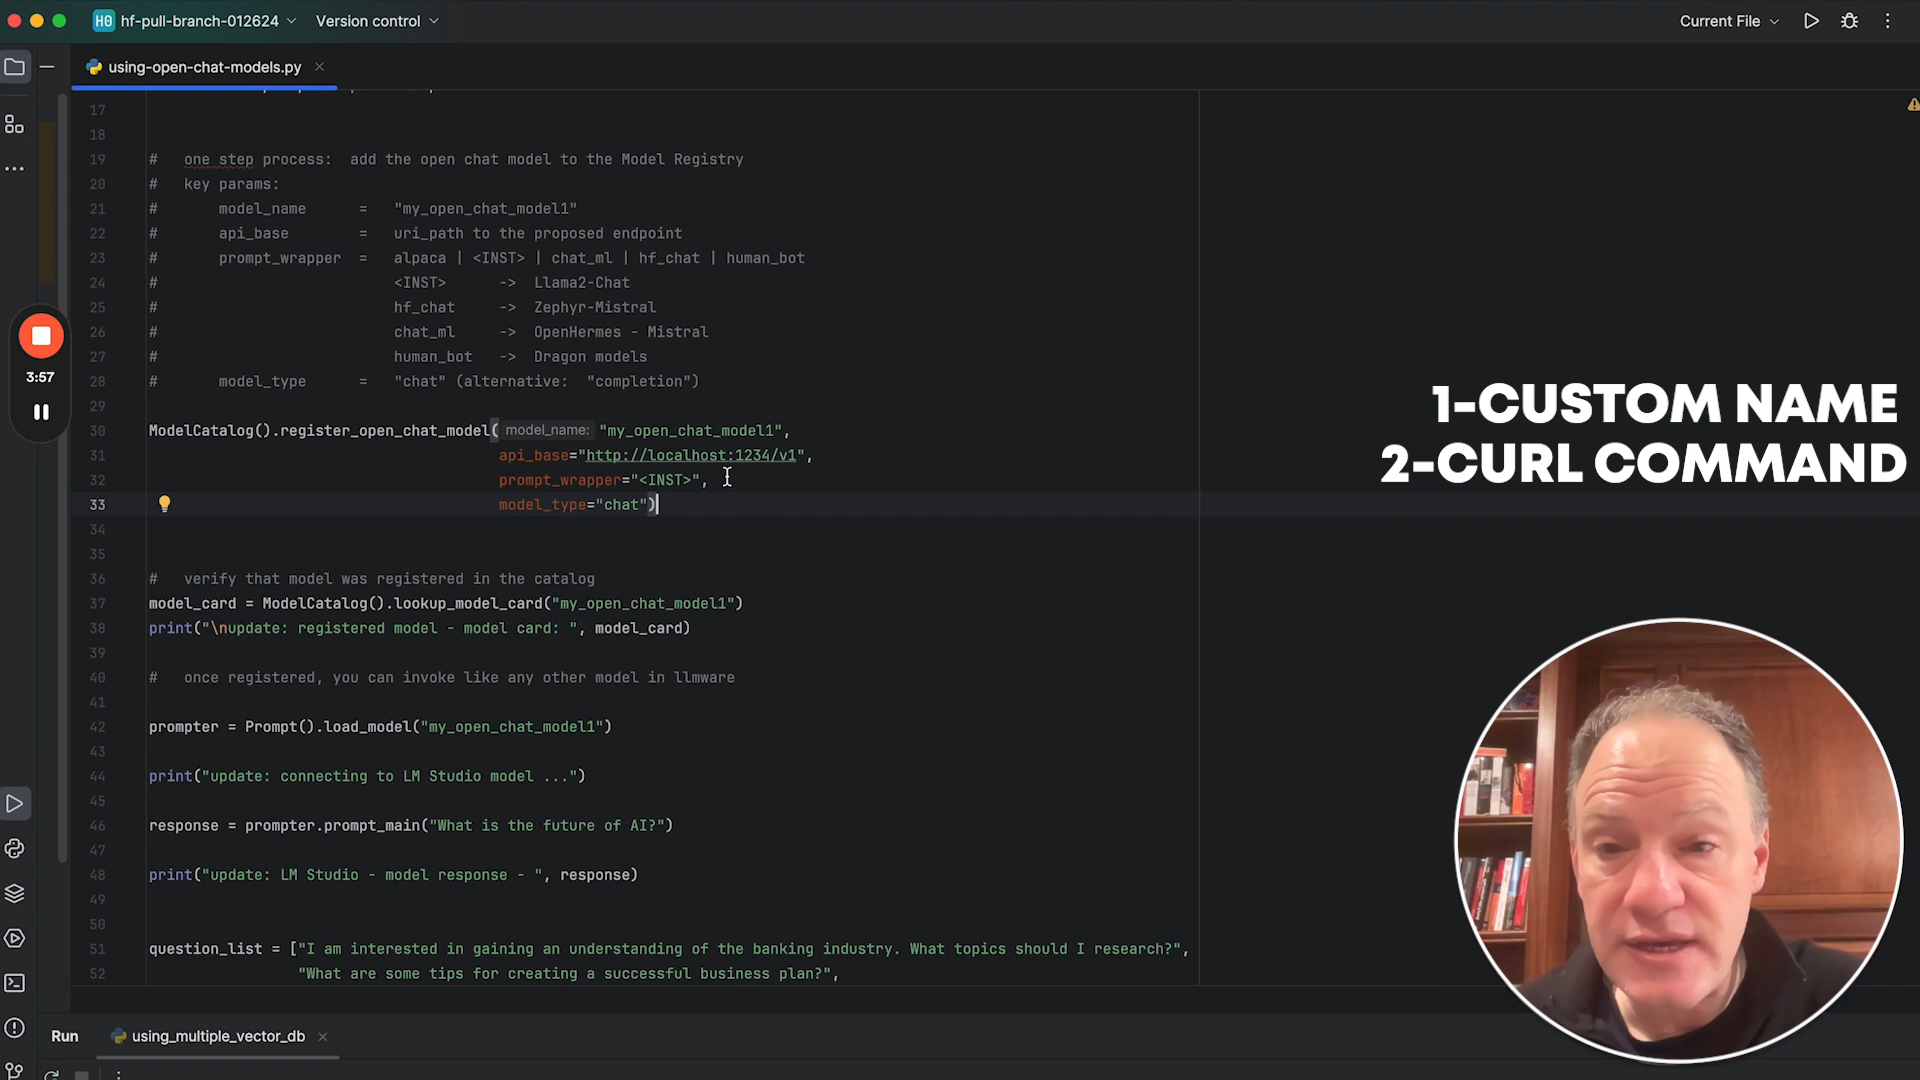 H0 hf-pull-branch-012624 Version control Current File
using-open-chat-models.py
17
18
19 # one step process: add the open chat model to the Model Registry
20 # key params:
21 # model_name = "my_open_chat_model1"
22 # api_base = uri_path to the proposed endpoint
23 # prompt_wrapper = alpaca | <INST> | chat_ml | hf_chat | human_bot
24 # <INST> -> Llama2-Chat
25 # hf_chat -> Zephyr-Mistral
26 # chat_ml -> OpenHermes - Mistral
27 # human_bot -> Dragon models
28 # model_type = "chat" (alternative: "completion")
29
30 ModelCatalog().register_open_chat_model( model_name: "my_open_chat_model1",
31 api_base="http://localhost:1234/v1",
32 prompt_wrapper="<INST>",
33 model_type="chat")
34
35
36 # verify that model was registered in the catalog
37 model_card = ModelCatalog().lookup_model_card("my_open_chat_model1")
38 print("\nupdate: registered model - model card: ", model_card)
39
40 # once registered, you can invoke like any other model in llmware
41
42 prompter = Prompt().load_model("my_open_chat_model1")
43
44 print("update: connecting to LM Studio model ...")
45
46 response = prompter.prompt_main("What is the future of AI?")
47
48 print("update: LM Studio - model response - ", response)
49
50
51 question_list = ["I am interested in gaining an understanding of the banking industry. What topics should I research?",
52 "What are some tips for creating a successful business plan?",
3:57
1-CUSTOM NAME
2-CURL COMMAND
Run using_multiple_vector_db